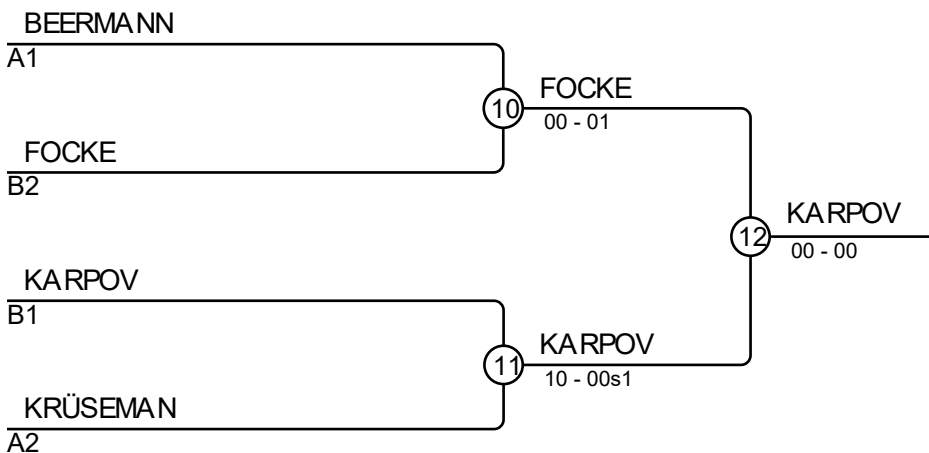 BEERMANN
A1
10
FOCKE
00 - 01
FOCKE
B2
12
KARPOV
00 - 00
KARPOV
B1
11
KARPOV
10 - 00s1
KRÜSEMAN
A2